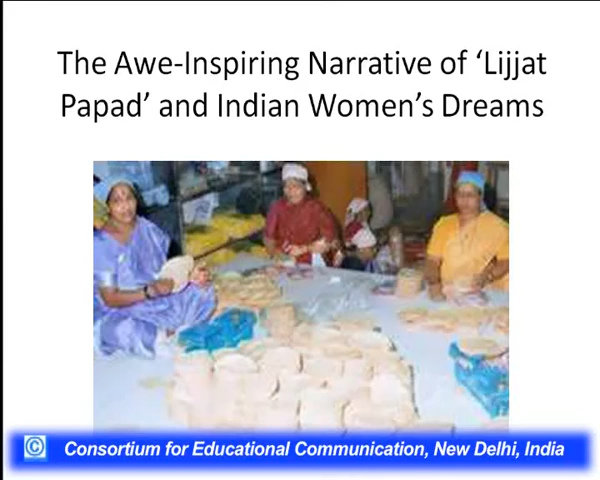 The Awe-Inspiring Narrative of ‘Lijjat
Papad’ and Indian Women’s Dreams
© Consortium for Educational Communication, New Delhi, India